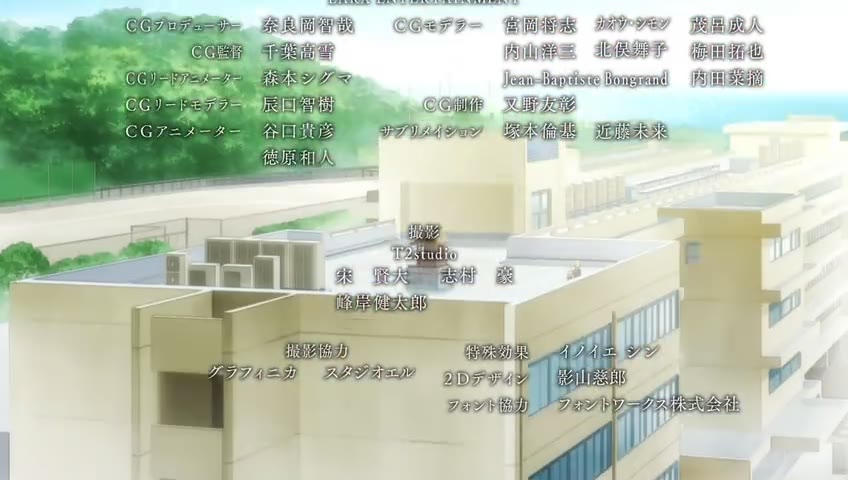 LARX ENTERTAINMENT
CGプロデューサー　奈良岡智哉　CGモデラー　宮岡将志　カオウ・シモン　茂呂成人
CG監督　千葉高雪　内山洋三　北俣舞子　梅田拓也
CGリードアニメーター　森本シグマ　Jean-Baptiste Bongrand　内田菜摘
CGリードモデラー　辰口智樹　CG制作　又野友彰
CGアニメーター　谷口貴彦　サブリメイション　塚本倫基　近藤未来
徳原和人
撮影
T2studio
朱　賢大　志村　豪
峰岸健太郎
撮影協力　特殊効果　イノイエ シン
グラフィニカ　スタジオエル　2Dデザイン　影山慈郎
フォント協力　フォントワークス株式会社